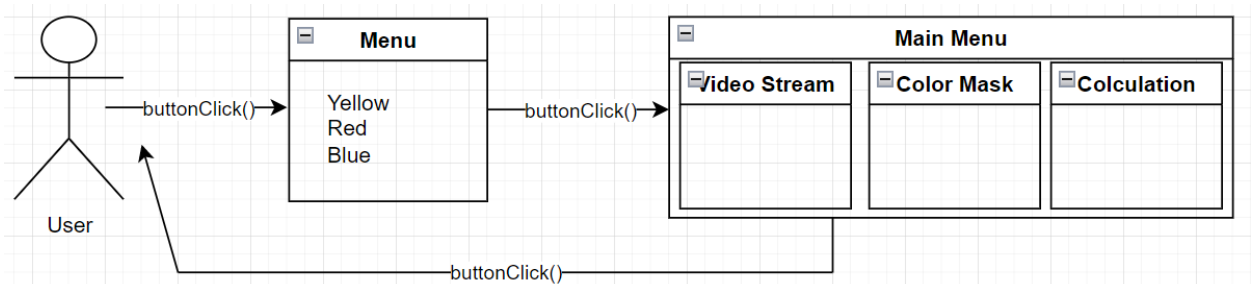 Menu
Main Menu
Video Stream
Color Mask
Colculation
buttonClick()
Yellow
Red
Blue
buttonClick()
User
buttonClick()